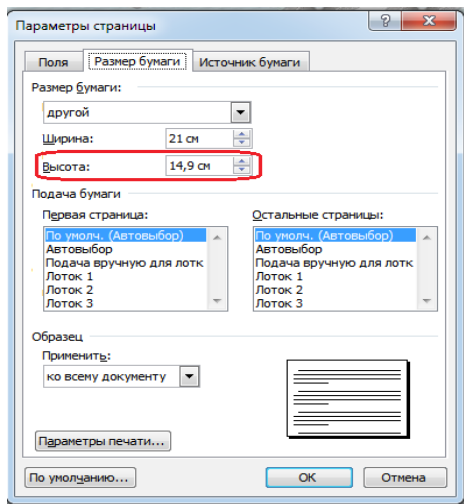 Параметры страницы
Поля Размер бумаги Источник бумаги
Размер бумаги:
другой
Ширина: 21 см
Высота: 14,9 см
Подача бумаги
Первая страница: Остальные страницы:
По умолч. (Автовыбор) По умолч. (Автовыбор)
Автовыбор Автовыбор
Подача вручную для лотк Подача вручную для лотк
Лоток 1 Лоток 1
Лоток 2 Лоток 2
Лоток 3 Лоток 3
Образец
Применить:
ко всему документу
Параметры печати...
По умолчанию... ОК Отмена